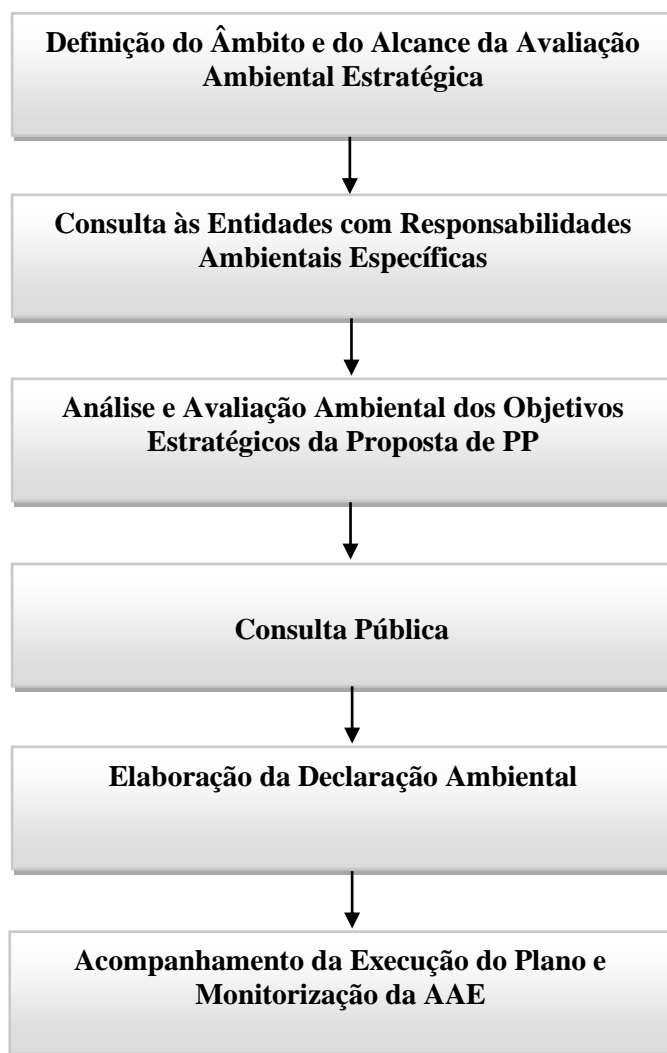 Definição do Âmbito e do Alcance da Avaliação
Ambiental Estratégica
Consulta às Entidades com Responsabilidades
Ambientais Específicas
Análise e Avaliação Ambiental dos Objetivos
Estratégicos da Proposta de PP
Consulta Pública
Elaboração da Declaração Ambiental
Acompanhamento da Execução do Plano e
Monitorização da AAE